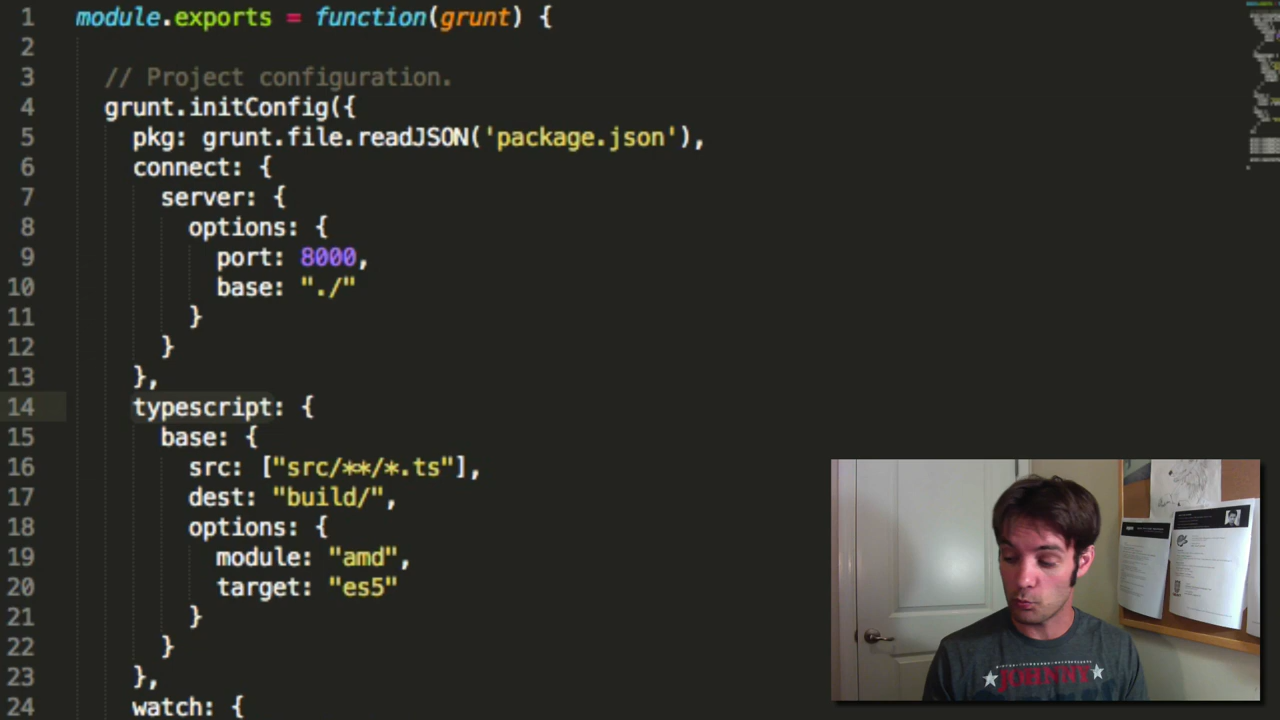 1 module.exports = function(grunt) {
2
3 // Project configuration.
4 grunt.initConfig({
5 pkg: grunt.file.readJSON('package.json'),
6 connect: {
7 server: {
8 options: {
9 port: 8000,
10 base: "./"
11 }
12 }
13 },
14 typescript: {
15 base: {
16 src: ["src/**/*.ts"],
17 dest: "build/",
18 options: {
19 module: "amd",
20 target: "es5"
21 }
22 }
23 },
24 watch: {
JOHNNY